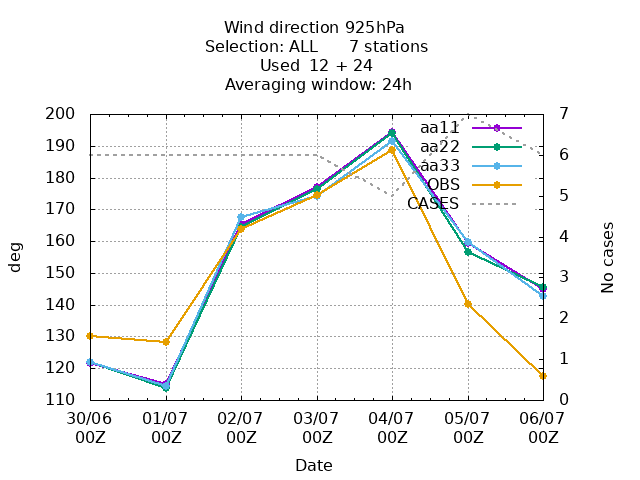 Wind direction 925hPa
Selection: ALL      7 stations
Used  12 + 24
Averaging window: 24h
200
190
180
170
160
150
140
130
120
110
deg
7
6
5
4
3
2
1
0
No cases
aa11
aa22
aa33
OBS
CASES
30/06 01/07 02/07 03/07 04/07 05/07 06/07
00Z 00Z 00Z 00Z 00Z 00Z 00Z
Date